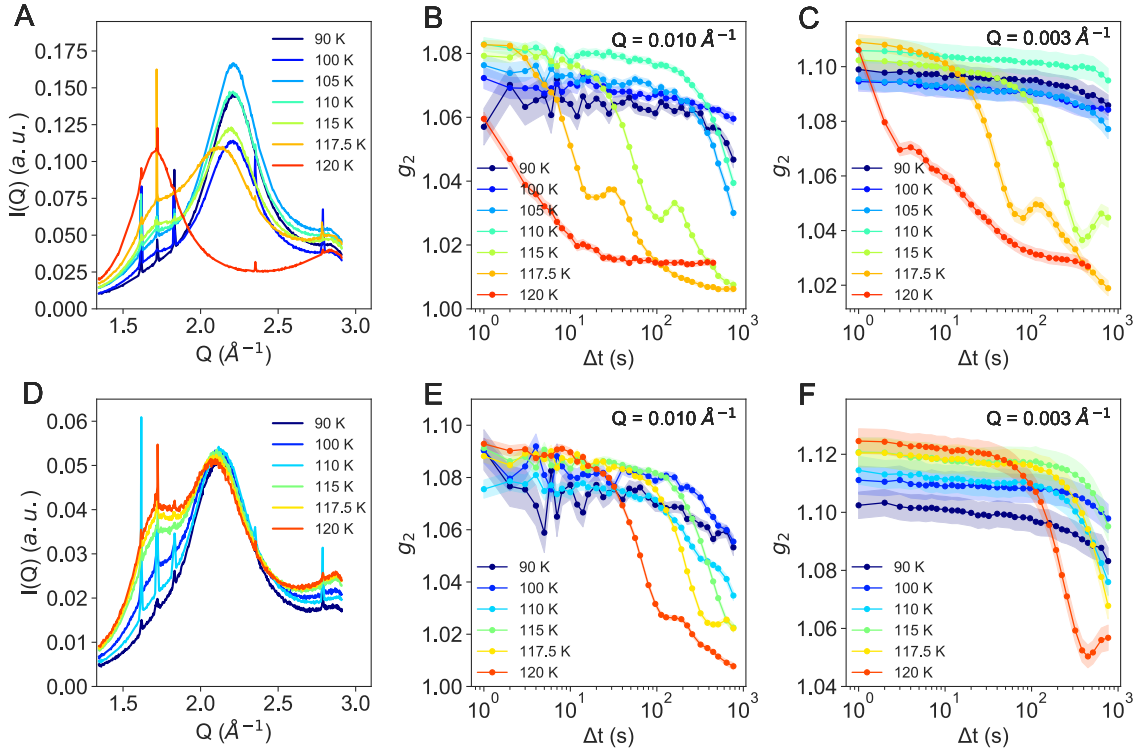 A
I(Q) (a. u.)
0.175
0.150
0.125
0.100
0.075
0.050
0.025
0.000
1.5 2.0 2.5 3.0
Q (Å⁻¹)
90 K
100 K
105 K
110 K
115 K
117.5 K
120 K
B
Q = 0.010 Å⁻¹
g₂
1.08
1.06
1.04
1.02
1.00
10⁰ 10¹ 10² 10³
Δt (s)
90 K
100 K
105 K
110 K
115 K
117.5 K
120 K
C
Q = 0.003 Å⁻¹
g₂
1.10
1.08
1.06
1.04
1.02
10⁰ 10¹ 10² 10³
Δt (s)
90 K
100 K
105 K
110 K
115 K
117.5 K
120 K
D
I(Q) (a. u.)
0.06
0.05
0.04
0.03
0.02
0.01
0.00
1.5 2.0 2.5 3.0
Q (Å⁻¹)
90 K
100 K
110 K
115 K
117.5 K
120 K
E
Q = 0.010 Å⁻¹
g₂
1.10
1.08
1.06
1.04
1.02
1.00
10⁰ 10¹ 10² 10³
Δt (s)
90 K
100 K
110 K
115 K
117.5 K
120 K
F
Q = 0.003 Å⁻¹
g₂
1.12
1.10
1.08
1.06
1.04
10⁰ 10¹ 10² 10³
Δt (s)
90 K
100 K
110 K
115 K
117.5 K
120 K